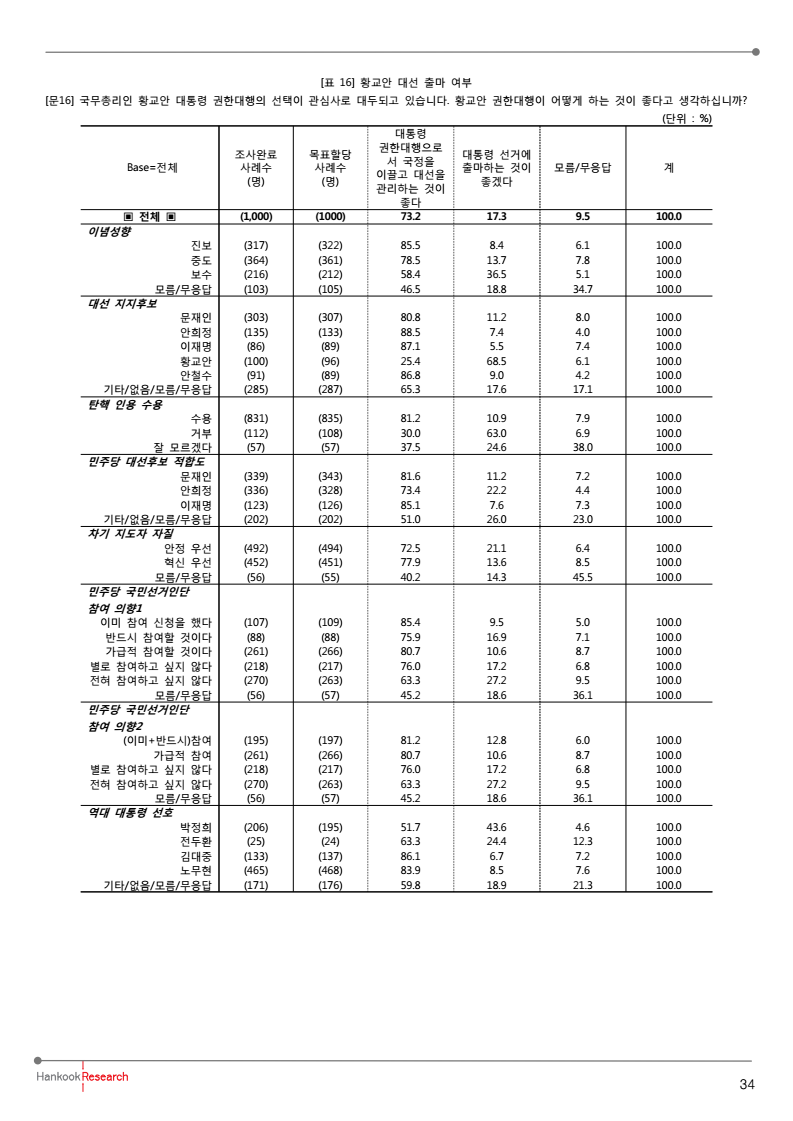 [표 16] 황교안 대선 출마 여부
[문16] 국무총리인 황교안 대통령 권한대행의 선택이 관심사로 대두되고 있습니다. 황교안 권한대행이 어떻게 하는 것이 좋다고 생각하십니까?
(단위 : %)
Base=전체 조사완료 사례수 (명) 목표할당 사례수 (명) 대통령 권한대행으로서 국정을 이끌고 대선을 관리하는 것이 좋다 대통령 선거에 출마하는 것이 좋겠다 모름/무응답 계
▣ 전체 ▣ (1,000) (1000) 73.2 17.3 9.5 100.0
이념성향
진보 (317) (322) 85.5 8.4 6.1 100.0
중도 (364) (361) 78.5 13.7 7.8 100.0
보수 (216) (212) 58.4 36.5 5.1 100.0
모름/무응답 (103) (105) 46.5 18.8 34.7 100.0
대선 지지후보
문재인 (303) (307) 80.8 11.2 8.0 100.0
안희정 (135) (133) 88.5 7.4 4.0 100.0
이재명 (86) (89) 87.1 5.5 7.4 100.0
황교안 (100) (96) 25.4 68.5 6.1 100.0
안철수 (91) (89) 86.8 9.0 4.2 100.0
기타/없음/모름/무응답 (285) (287) 65.3 17.6 17.1 100.0
탄핵 인용 수용
수용 (831) (835) 81.2 10.9 7.9 100.0
거부 (112) (108) 30.0 63.0 6.9 100.0
잘 모르겠다 (57) (57) 37.5 24.6 38.0 100.0
민주당 대선후보 적합도
문재인 (339) (343) 81.6 11.2 7.2 100.0
안희정 (336) (328) 73.4 22.2 4.4 100.0
이재명 (123) (126) 85.1 7.6 7.3 100.0
기타/없음/모름/무응답 (202) (202) 51.0 26.0 23.0 100.0
차기 지도자 자질
안정 우선 (492) (494) 72.5 21.1 6.4 100.0
혁신 우선 (452) (451) 77.9 13.6 8.5 100.0
모름/무응답 (56) (55) 40.2 14.3 45.5 100.0
민주당 국민선거인단
참여 의향1
이미 참여 신청을 했다 (107) (109) 85.4 9.5 5.0 100.0
반드시 참여할 것이다 (88) (88) 75.9 16.9 7.1 100.0
가급적 참여할 것이다 (261) (266) 80.7 10.6 8.7 100.0
별로 참여하고 싶지 않다 (218) (217) 76.0 17.2 6.8 100.0
전혀 참여하고 싶지 않다 (270) (263) 63.3 27.2 9.5 100.0
모름/무응답 (56) (57) 45.2 18.6 36.1 100.0
민주당 국민선거인단
참여 의향2
(이미+반드시)참여 (195) (197) 81.2 12.8 6.0 100.0
가급적 참여 (261) (266) 80.7 10.6 8.7 100.0
별로 참여하고 싶지 않다 (218) (217) 76.0 17.2 6.8 100.0
전혀 참여하고 싶지 않다 (270) (263) 63.3 27.2 9.5 100.0
모름/무응답 (56) (57) 45.2 18.6 36.1 100.0
역대 대통령 선호
박정희 (206) (195) 51.7 43.6 4.6 100.0
전두환 (25) (24) 63.3 24.4 12.3 100.0
김대중 (133) (137) 86.1 6.7 7.2 100.0
노무현 (465) (468) 83.9 8.5 7.6 100.0
기타/없음/모름/무응답 (171) (176) 59.8 18.9 21.3 100.0
Hankook Research
34